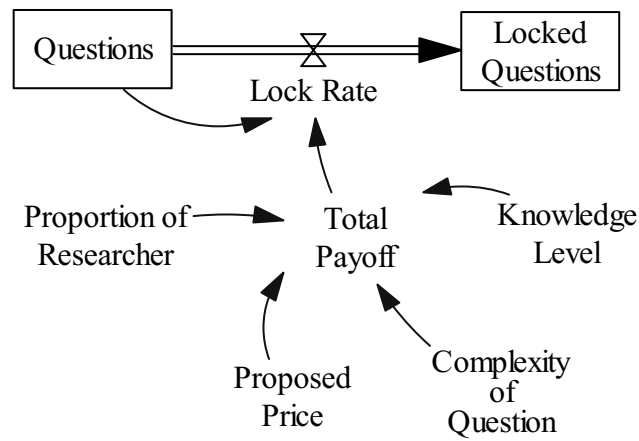 Questions
Locked
Questions
Lock Rate
Proportion of
Researcher
Total
Payoff
Knowledge
Level
Proposed
Price
Complexity
of
Question